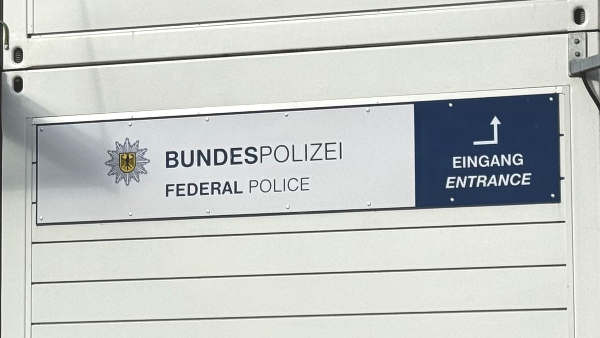 BUNDESPOLIZEI
FEDERAL POLICE
EINGANG
ENTRANCE